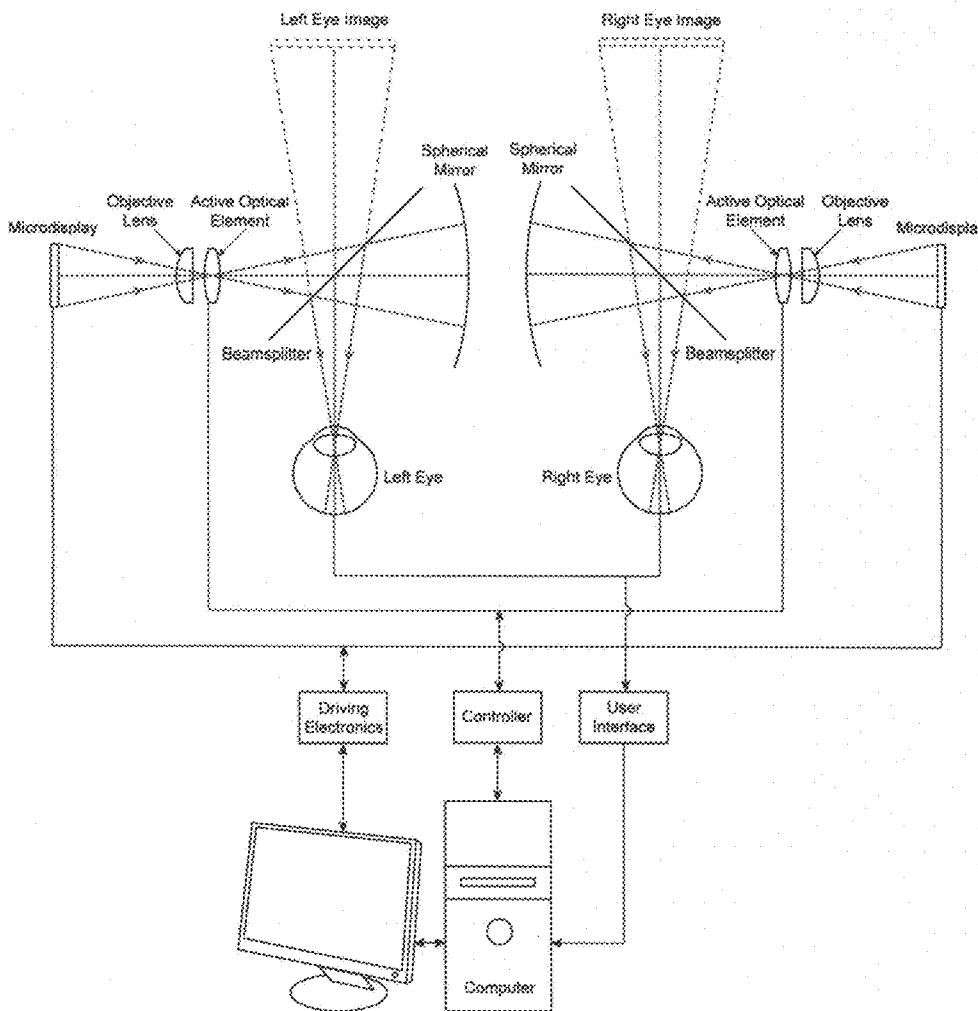 Left Eye Image
Right Eye Image
Spherical
Mirror
Spherical
Mirror
Objective
Lens
Active Optical
Element
Active Optical
Element
Objective
Lens
Microdisplay
Microdispla
Beamsplitter
Beamsplitter
Left Eye
Right Eye
Driving
Electronics
Controller
User
Interface
Computer